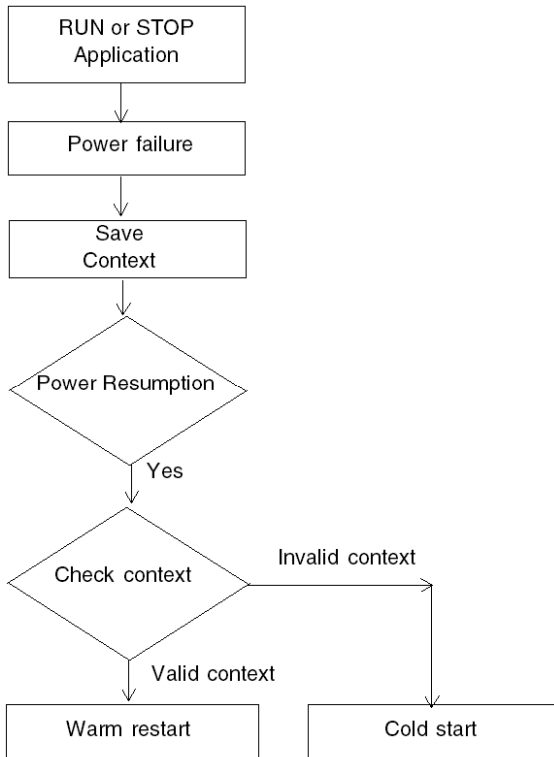 RUN or STOP
Application
Power failure
Save
Context
Power Resumption
Yes
Check context
Invalid context
Valid context
Warm restart
Cold start